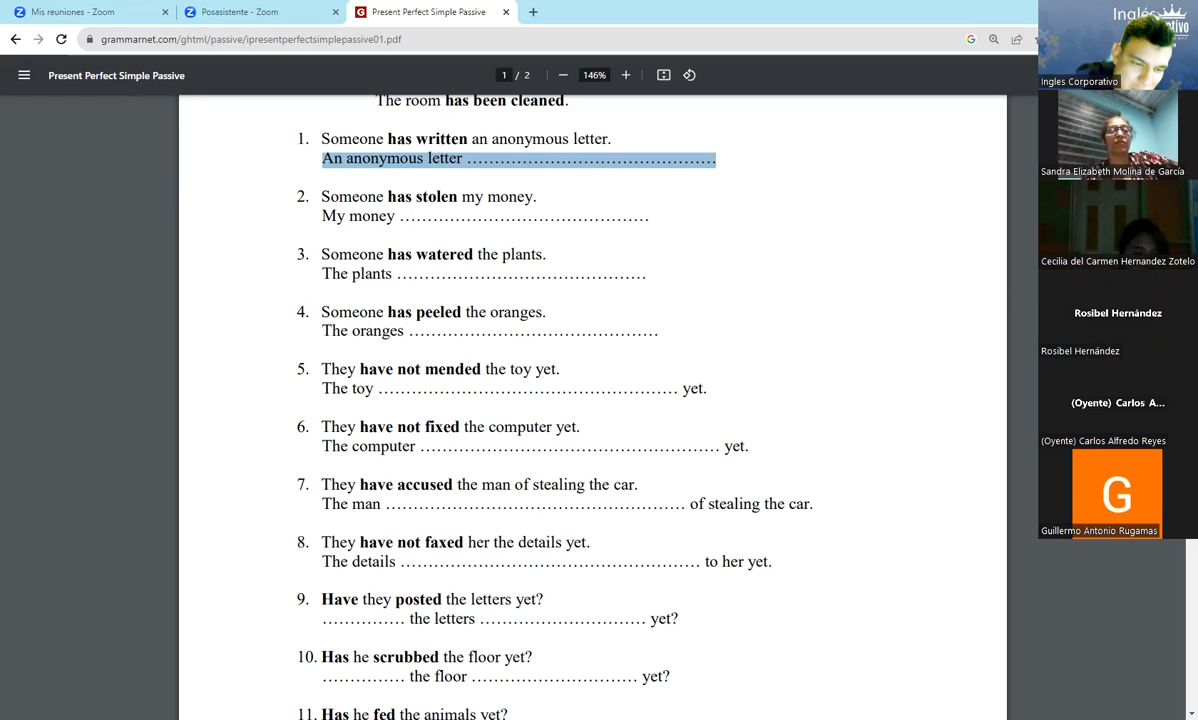 Mis reuniones - Zoom
Posasistente - Zoom
Present Perfect Simple Passive
grammarnet.com/ghtml/passive/ipresentperfectsimplepassive01.pdf
Present Perfect Simple Passive
1 / 2
146%
The room has been cleaned.
1. Someone has written an anonymous letter.
An anonymous letter ……………………………………….
2. Someone has stolen my money.
My money ………………………………………
3. Someone has watered the plants.
The plants ………………………………………
4. Someone has peeled the oranges.
The oranges ………………………………………
5. They have not mended the toy yet.
The toy ……………………………………………… yet.
6. They have not fixed the computer yet.
The computer ……………………………………………… yet.
7. They have accused the man of stealing the car.
The man ……………………………………………… of stealing the car.
8. They have not faxed her the details yet.
The details ……………………………………………… to her yet.
9. Have they posted the letters yet?
…………… the letters ………………………… yet?
10. Has he scrubbed the floor yet?
…………… the floor ………………………… yet?
11. Has he fed the animals yet?
Inglés
Ingles Corporativo
Sandra Elizabeth Molina de García
Cecilia del Carmen Hernandez Zotelo
Rosibel Hernández
Rosibel Hernández
(Oyente) Carlos A...
(Oyente) Carlos Alfredo Reyes
G
Guillermo Antonio Rugamas